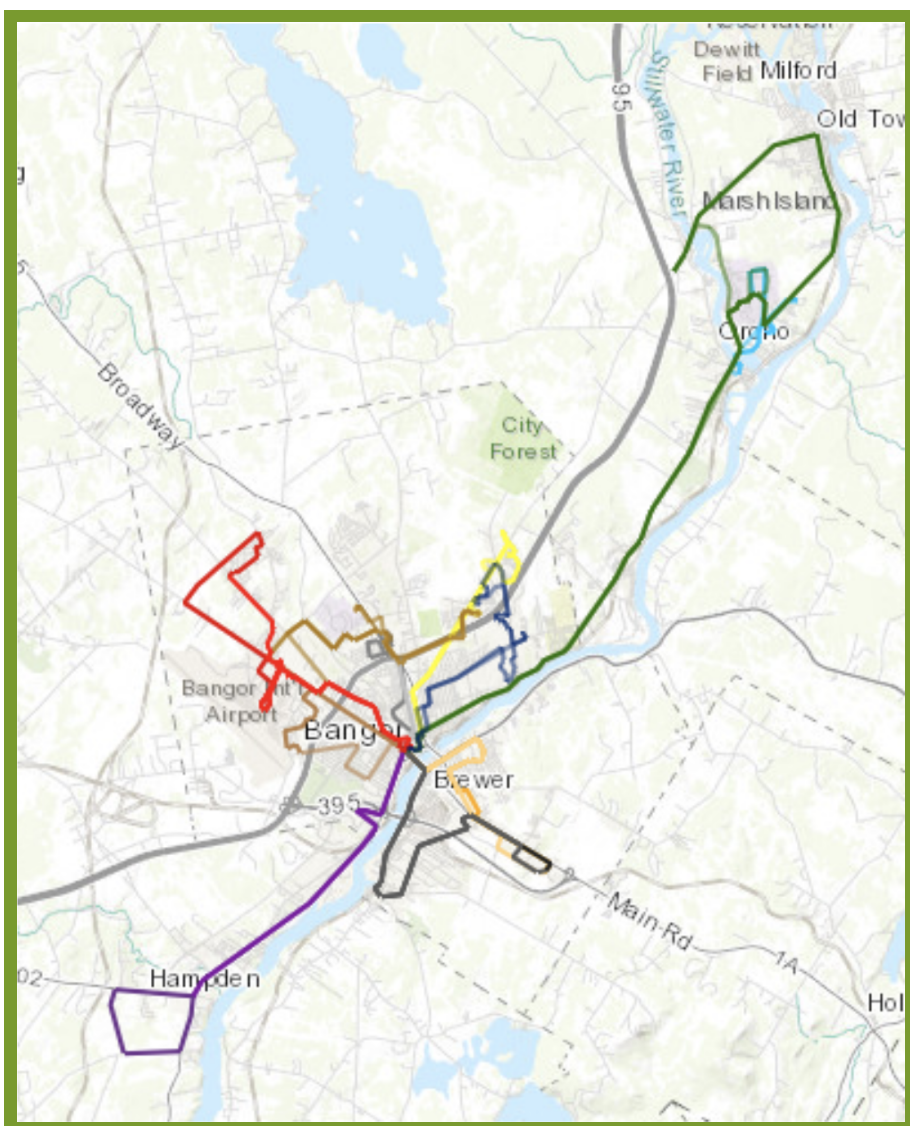 Reservation
Dewitt
Field
Milford
95
Stillwater River
Old Tow
Marsh Island
Orono
Broadway
City
Forest
Bangor Int'l
Airport
Bangor
Brewer
395
Main Rd
1A
Hampden
02
Hol